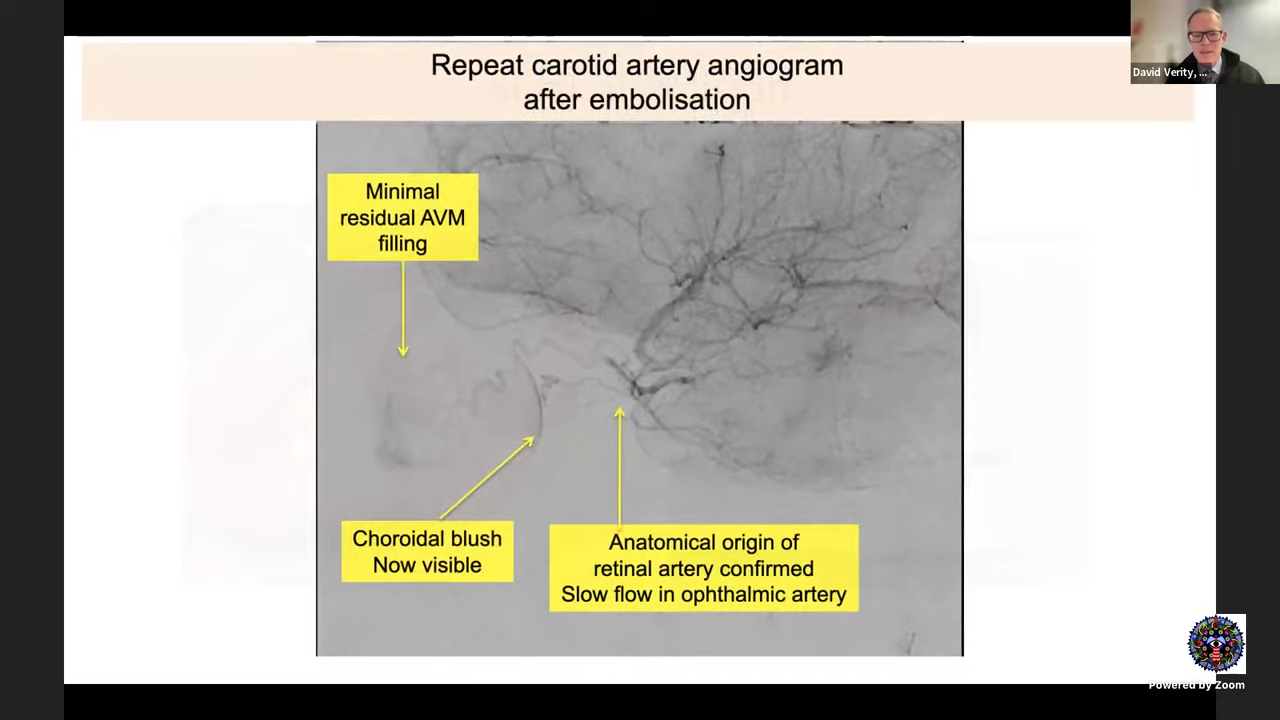 Repeat carotid artery angiogram
after embolisation
David Verity, ...
Minimal
residual AVM
filling
Choroidal blush
Now visible
Anatomical origin of
retinal artery confirmed
Slow flow in ophthalmic artery
Powered by Zoom